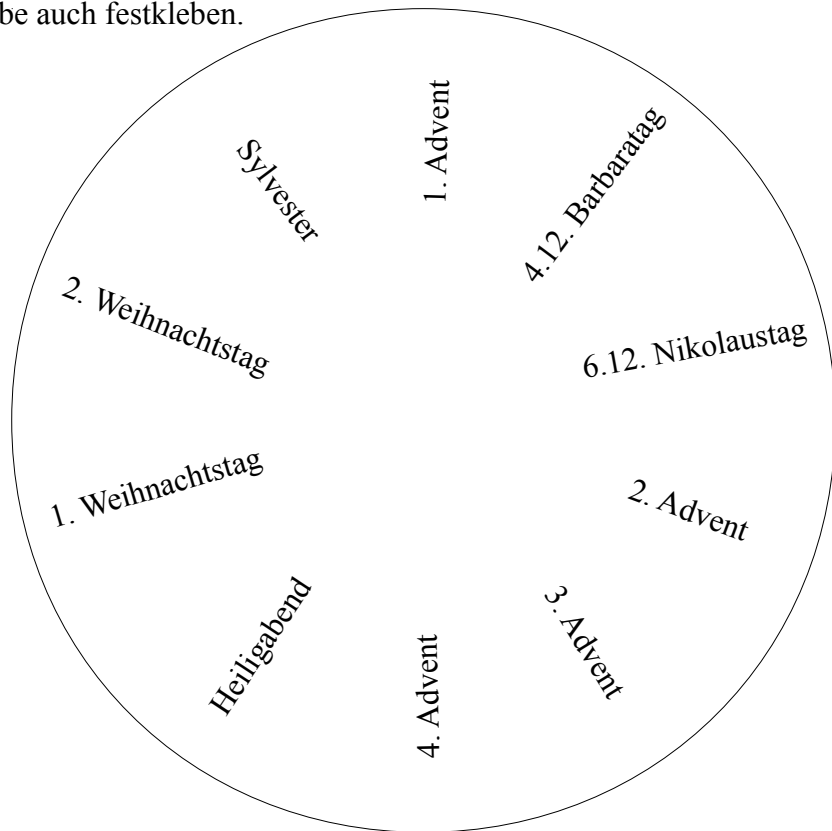 be auch festkleben.
1. Advent
4.12. Barbaratag
6.12. Nikolaustag
2. Advent
3. Advent
4. Advent
Heiligabend
1. Weihnachtstag
2. Weihnachtstag
Sylvester